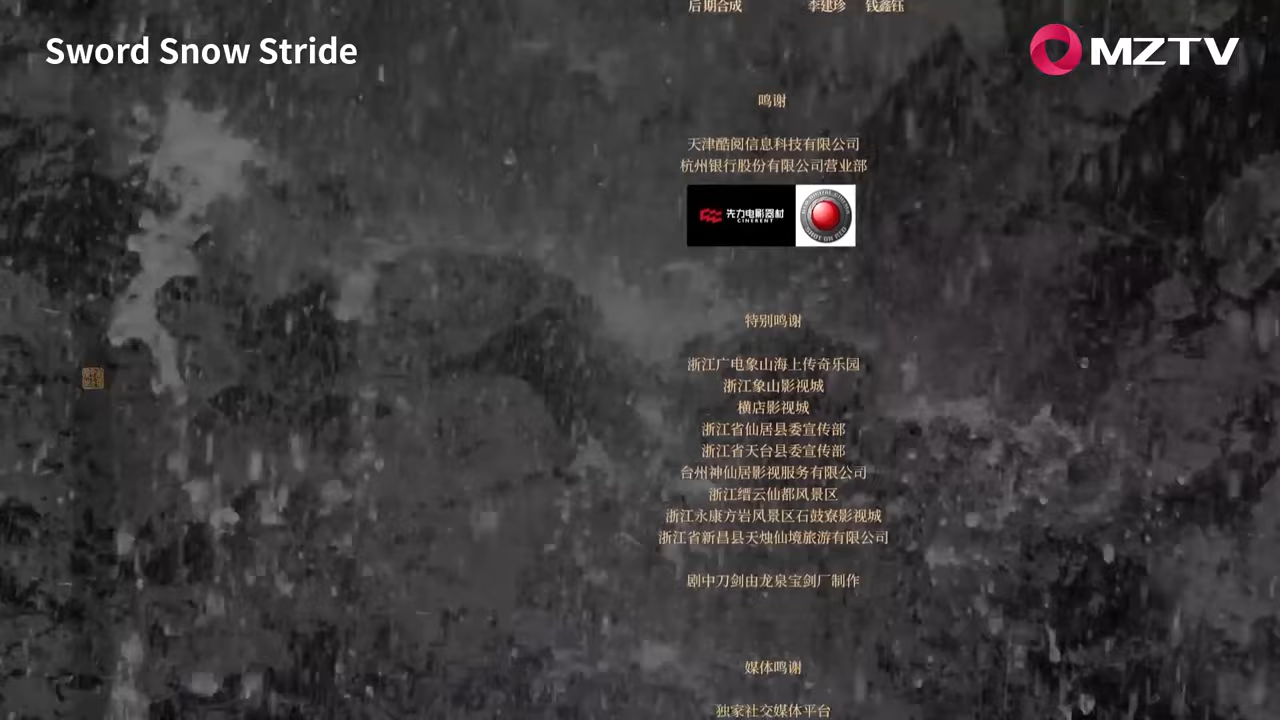 后期合成 李建珍 钱鑫钰
Sword Snow Stride
MZTV
鸣谢
天津酷阅信息科技有限公司
杭州银行股份有限公司营业部
先力电影器材
CINERENT
特别鸣谢
浙江广电象山海上传奇乐园
浙江象山影视城
横店影视城
浙江省仙居县委宣传部
浙江省天台县委宣传部
台州神仙居影视服务有限公司
浙江缙云仙都风景区
浙江永康方岩风景区石鼓寮影视城
浙江省新昌县天烛仙境旅游有限公司
剧中刀剑由龙泉宝剑厂制作
媒体鸣谢
独家社交媒体平台